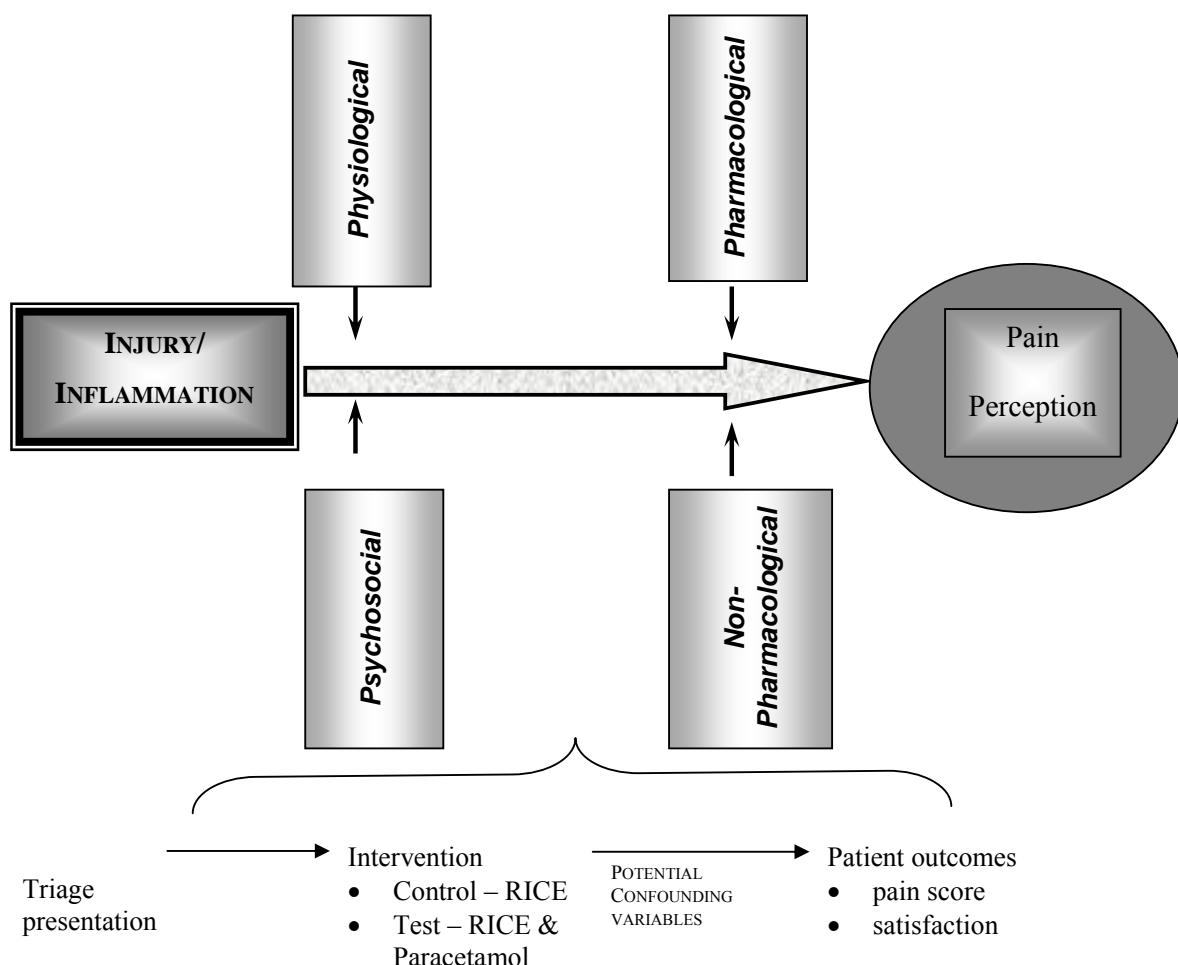 Physiological
Pharmacological
INJURY/
INFLAMMATION
Pain
Perception
Psychosocial
Non-
Pharmacological
Triage
presentation
Intervention
• Control – RICE
• Test – RICE &
Paracetamol
POTENTIAL
CONFOUNDING
VARIABLES
Patient outcomes
• pain score
• satisfaction